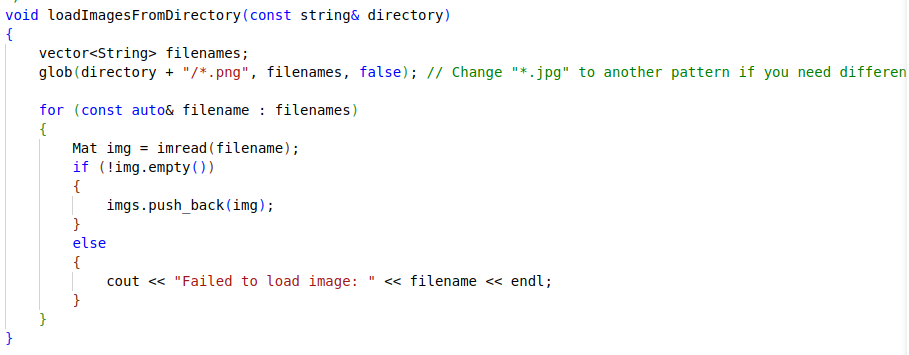 void loadImagesFromDirectory(const string& directory)
{
    vector<String> filenames;
    glob(directory + "/*.png", filenames, false); // Change "*.jpg" to another pattern if you need differen
    for (const auto& filename : filenames)
    {
        Mat img = imread(filename);
        if (!img.empty())
        {
            imgs.push_back(img);
        }
        else
        {
            cout << "Failed to load image: " << filename << endl;
        }
    }
}